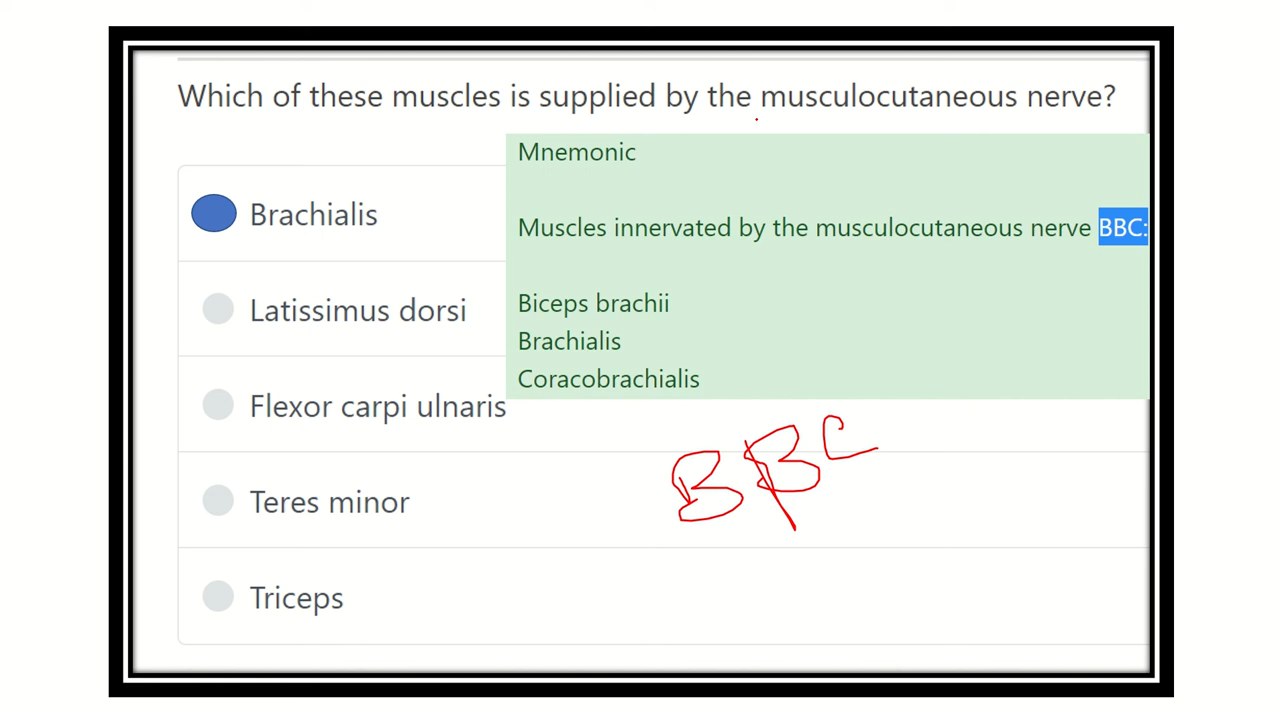 Which of these muscles is supplied by the musculocutaneous nerve?
Mnemonic
Brachialis
Muscles innervated by the musculocutaneous nerve BBC:
Latissimus dorsi
Biceps brachii
Brachialis
Coracobrachialis
Flexor carpi ulnaris
BBC
Teres minor
Triceps